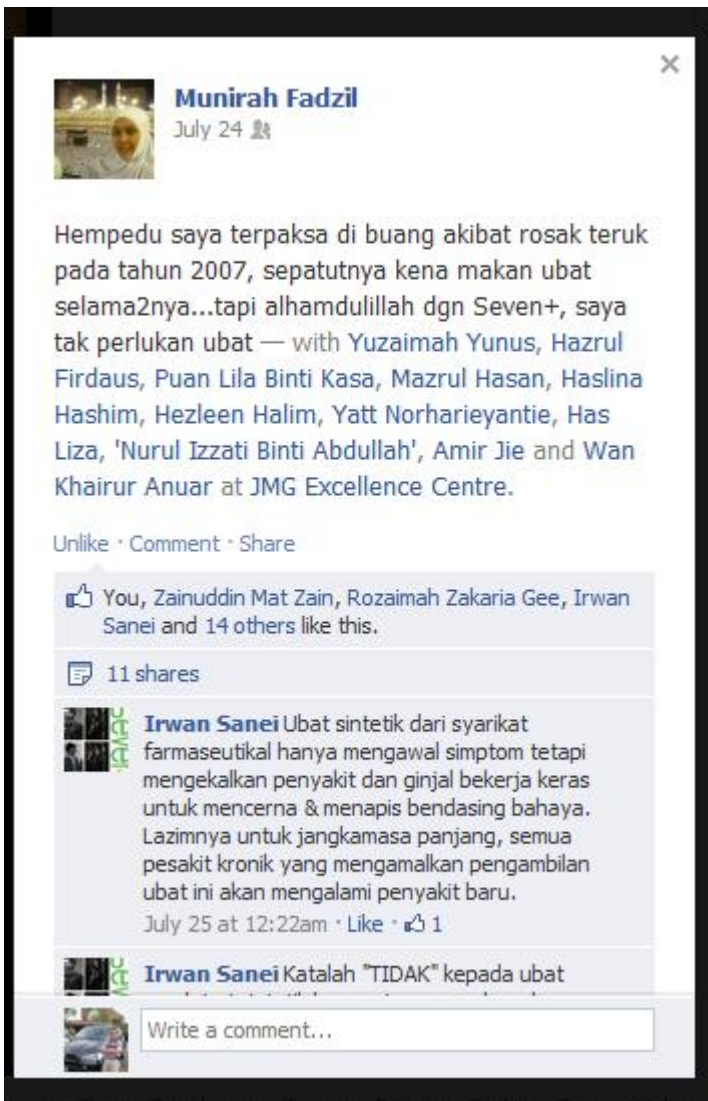 Munirah Fadzil
July 24
Hempedu saya terpaksa di buang akibat rosak teruk
pada tahun 2007, sepatutnya kena makan ubat
selama2nya...tapi alhamdulillah dgn Seven+, saya
tak perlukan ubat — with Yuzaimah Yunus, Hazrul
Firdaus, Puan Lila Binti Kasa, Mazrul Hasan, Haslina
Hashim, Hezleen Halim, Yatt Norharieyantie, Has
Liza, 'Nurul Izzati Binti Abdullah', Amir Jie and Wan
Khairur Anuar at JMG Excellence Centre.
Unlike · Comment · Share
You, Zainuddin Mat Zain, Rozaimah Zakaria Gee, Irwan
Sanei and 14 others like this.
11 shares
Irwan Sanei Ubat sintetik dari syarikat
farmaseutikal hanya mengawal simptom tetapi
mengekalkan penyakit dan ginjal bekerja keras
untuk mencerna & menapis bendasing bahaya.
Lazimnya untuk jangkamasa panjang, semua
pesakit kronik yang mengamalkan pengambilan
ubat ini akan mengalami penyakit baru.
July 25 at 12:22am · Like · 1
Irwan Sanei Katalah "TIDAK" kepada ubat
Write a comment...